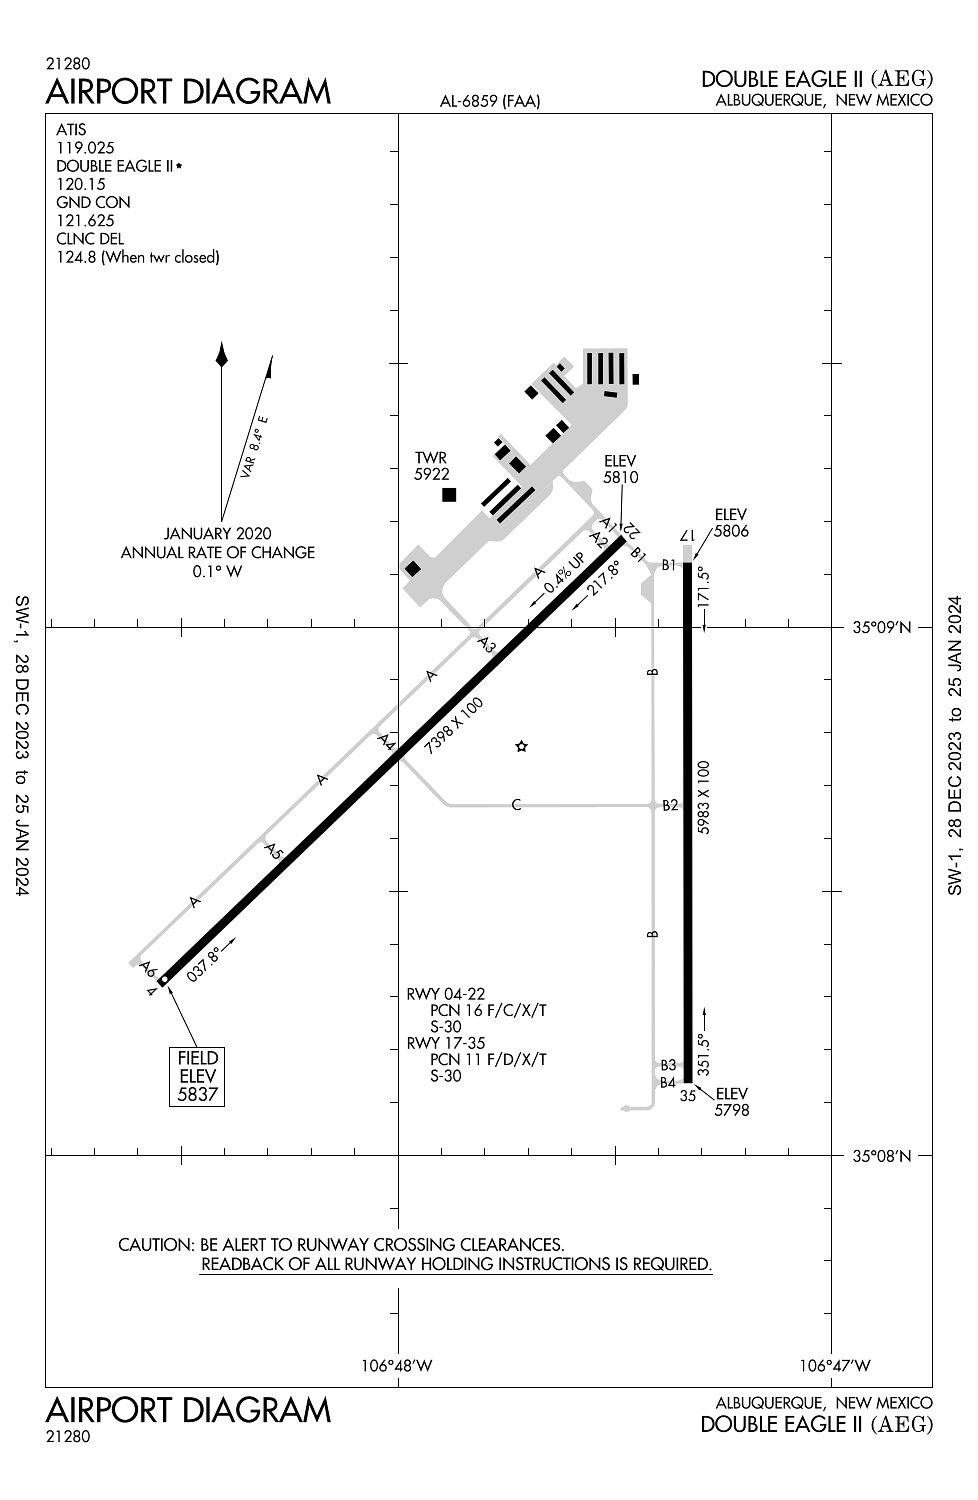 21280
AIRPORT DIAGRAM
AL-6859 (FAA)
DOUBLE EAGLE II (AEG)
ALBUQUERQUE, NEW MEXICO
ATIS
119.025
DOUBLE EAGLE II★
120.15
GND CON
121.625
CLNC DEL
124.8 (When twr closed)
VAR 8.4° E
JANUARY 2020
ANNUAL RATE OF CHANGE
0.1° W
TWR
5922
ELEV
5810
ELEV
5806
A1
22
A2
B1
17
B1
A
0.4% UP
217.8°
171.5°
35°09'N
A3
A
B
7398 X 100
A4
A
C
B2
5983 X 100
A5
A
B
037.8°
A6
4
FIELD
ELEV
5837
RWY 04-22
PCN 16 F/C/X/T
S-30
RWY 17-35
PCN 11 F/D/X/T
S-30
351.5°
B3
B4
35
ELEV
5798
35°08'N
CAUTION: BE ALERT TO RUNWAY CROSSING CLEARANCES.
READBACK OF ALL RUNWAY HOLDING INSTRUCTIONS IS REQUIRED.
106°48'W
106°47'W
SW-1, 28 DEC 2023 to 25 JAN 2024
SW-1, 28 DEC 2023 to 25 JAN 2024
AIRPORT DIAGRAM
21280
ALBUQUERQUE, NEW MEXICO
DOUBLE EAGLE II (AEG)